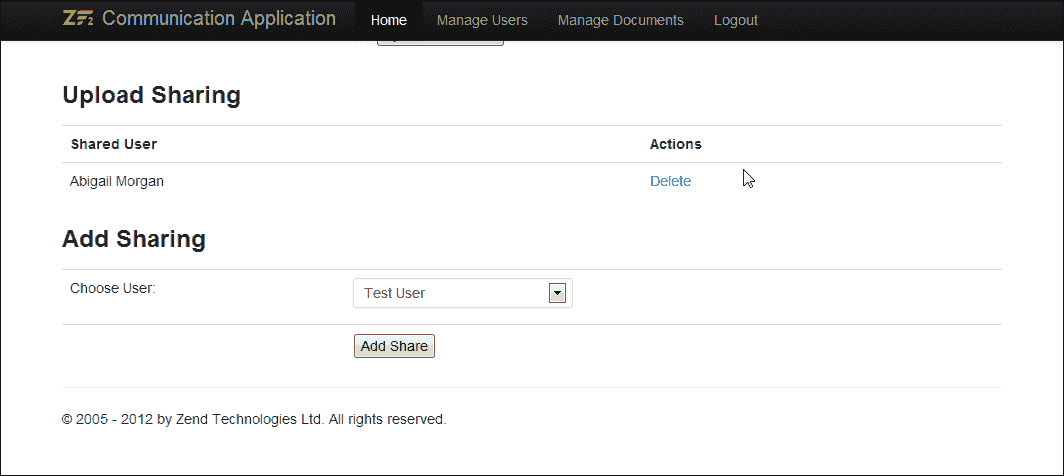 ZF2 Communication Application Home Manage Users Manage Documents Logout
Upload Sharing
Shared User Actions
Abigail Morgan Delete
Add Sharing
Choose User: Test User
Add Share
© 2005 - 2012 by Zend Technologies Ltd. All rights reserved.